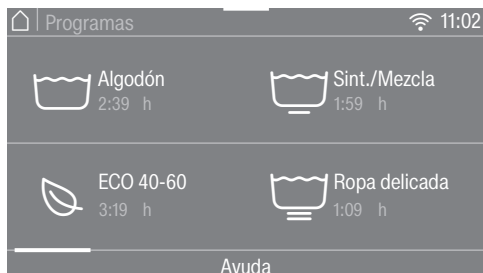 Programas 11:02
Algodón Sint./Mezcla
2:39 h 1:59 h
ECO 40-60 Ropa delicada
3:19 h 1:09 h
Ayuda